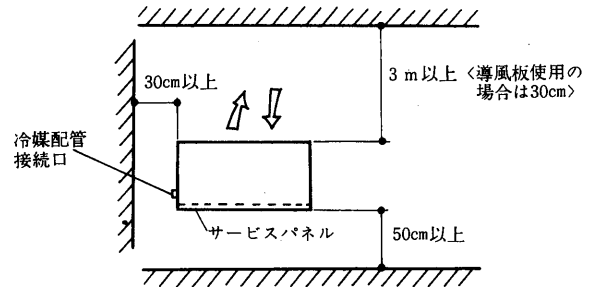 30cm以上
3m以上〈導風板使用の
場合は30cm〉
冷媒配管
接続口
サービスパネル
50cm以上